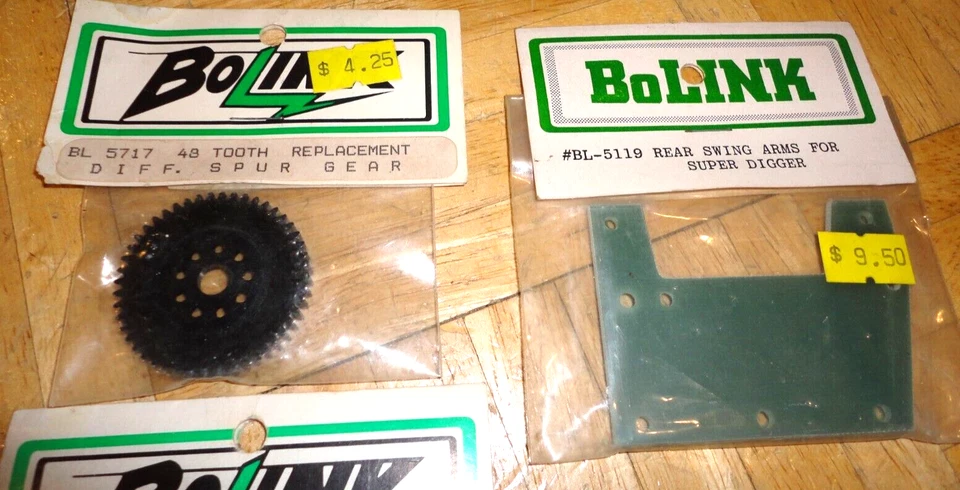 BoLINK
$ 4.25
BL 5717 48 TOOTH REPLACEMENT
DIFF. SPUR GEAR
BoLINK
#BL-5119 REAR SWING ARMS FOR
SUPER DIGGER
$ 9.50
BoLINK